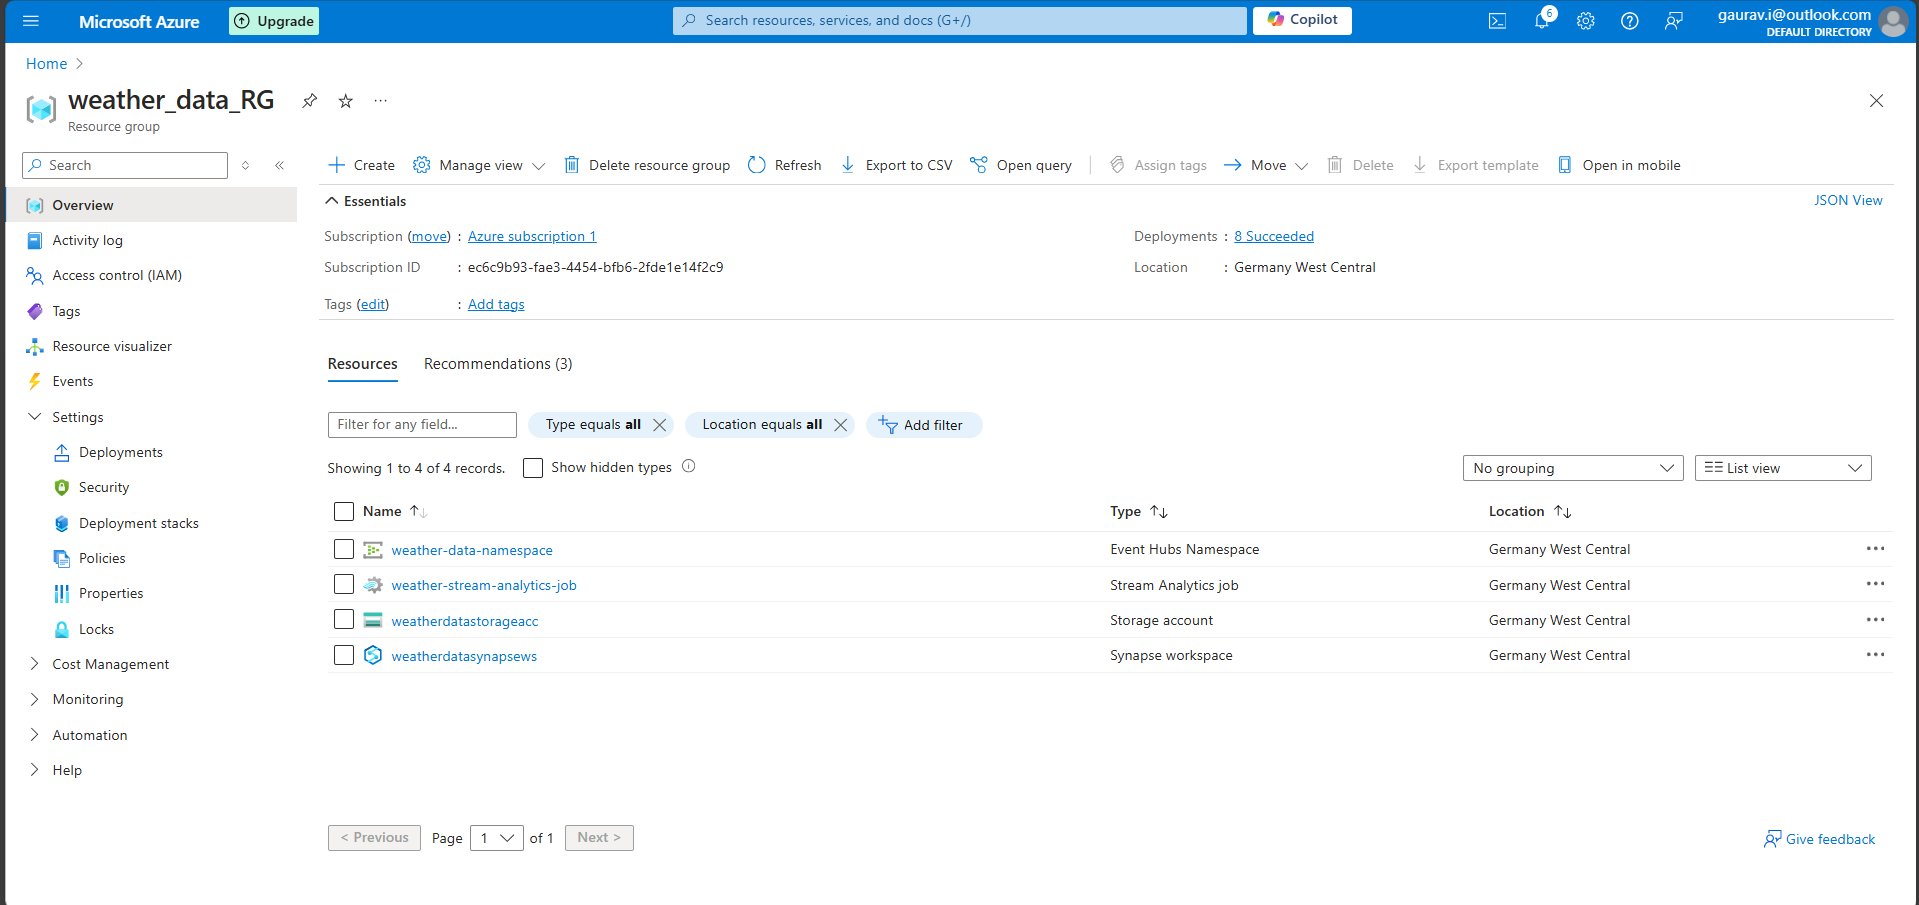 Microsoft Azure
Upgrade
Search resources, services, and docs (G+/)
Copilot
6
gaurav.i@outlook.com
DEFAULT DIRECTORY
Home
weather_data_RG
Resource group
Search
Create
Manage view
Delete resource group
Refresh
Export to CSV
Open query
Assign tags
Move
Delete
Export template
Open in mobile
Overview
Activity log
Access control (IAM)
Tags
Resource visualizer
Events
Settings
Deployments
Security
Deployment stacks
Policies
Properties
Locks
Cost Management
Monitoring
Automation
Help
Essentials
JSON View
Subscription (move) : Azure subscription 1
Deployments : 8 Succeeded
Subscription ID : ec6c9b93-fae3-4454-bfb6-2fde1e14f2c9
Location : Germany West Central
Tags (edit) : Add tags
Resources
Recommendations (3)
Filter for any field...
Type equals all
Location equals all
Add filter
Showing 1 to 4 of 4 records.
Show hidden types
No grouping
List view
Name Type Location
weather-data-namespace Event Hubs Namespace Germany West Central
weather-stream-analytics-job Stream Analytics job Germany West Central
weatherdatastorageacc Storage account Germany West Central
weatherdatasynapsews Synapse workspace Germany West Central
< Previous Page 1 of 1 Next >
Give feedback